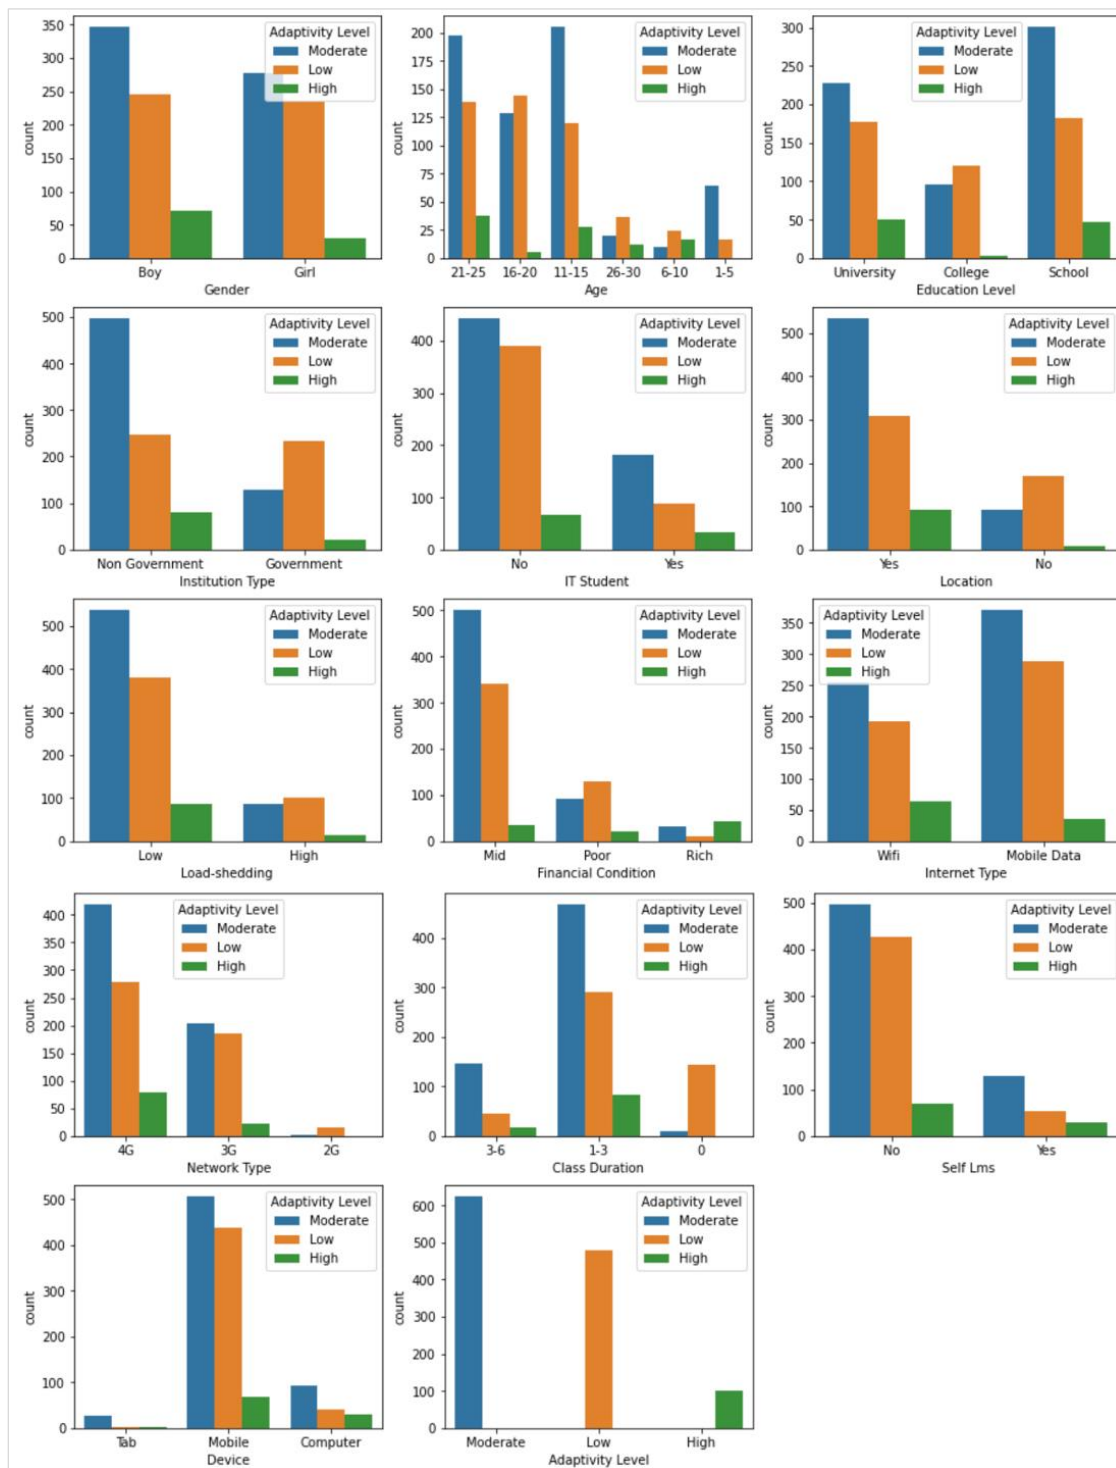 Adaptivity Level
Moderate
Low
High
350
300
250
200
150
100
50
0
count
Boy
Girl
Gender
Adaptivity Level
Moderate
Low
High
200
175
150
125
100
75
50
25
0
count
21-25
16-20
11-15
26-30
6-10
1-5
Age
Adaptivity Level
Moderate
Low
High
300
250
200
150
100
50
0
count
University
College
School
Education Level
Adaptivity Level
Moderate
Low
High
500
400
300
200
100
0
count
Non Government
Government
Institution Type
Adaptivity Level
Moderate
Low
High
400
300
200
100
0
count
No
Yes
IT Student
Adaptivity Level
Moderate
Low
High
500
400
300
200
100
0
count
Yes
No
Location
Adaptivity Level
Moderate
Low
High
500
400
300
200
100
0
count
Low
High
Load-shedding
Adaptivity Level
Moderate
Low
High
500
400
300
200
100
0
count
Mid
Poor
Rich
Financial Condition
Adaptivity Level
Moderate
Low
High
350
300
250
200
150
100
50
0
count
Wifi
Mobile Data
Internet Type
Adaptivity Level
Moderate
Low
High
400
350
300
250
200
150
100
50
0
count
4G
3G
2G
Network Type
Adaptivity Level
Moderate
Low
High
400
300
200
100
0
count
3-6
1-3
0
Class Duration
Adaptivity Level
Moderate
Low
High
500
400
300
200
100
0
count
No
Yes
Self Lms
Adaptivity Level
Moderate
Low
High
500
400
300
200
100
0
count
Tab
Mobile
Computer
Device
Adaptivity Level
Moderate
Low
High
600
500
400
300
200
100
0
count
Moderate
Low
High
Adaptivity Level